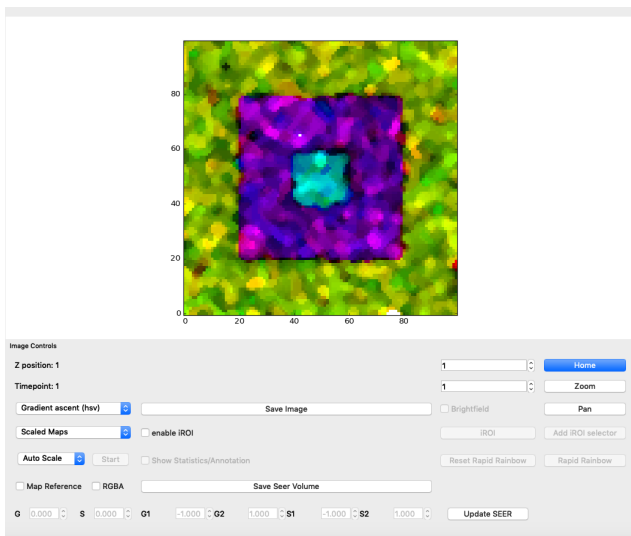 80
60
40
20
0
0 20 40 60 80
Image Controls
Z position: 1
1
Home
Timepoint: 1
1
Zoom
Gradient ascent (hsv)
Save Image
Brightfield
Pan
Scaled Maps
enable iROI
iROI
Add iROI selector
Auto Scale
Start
Show Statistics/Annotation
Reset Rapid Rainbow
Rapid Rainbow
Map Reference
RGBA
Save Seer Volume
G 0.000 S 0.000 G1 -1.000 G2 1.000 S1 -1.000 S2 1.000 Update SEER